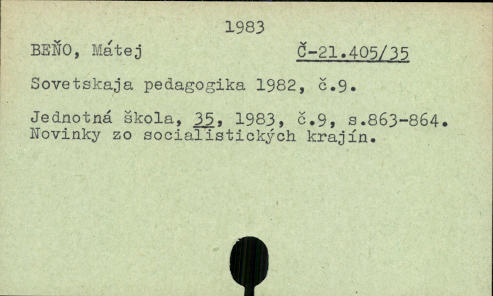 1983
BEŇO, Mátej Č-21.405/35
Sovetskaja pedagogika 1982, č.9.
Jednotná škola, 35, 1983, č.9, s.863-864.
Novinky zo socialistických krajín.